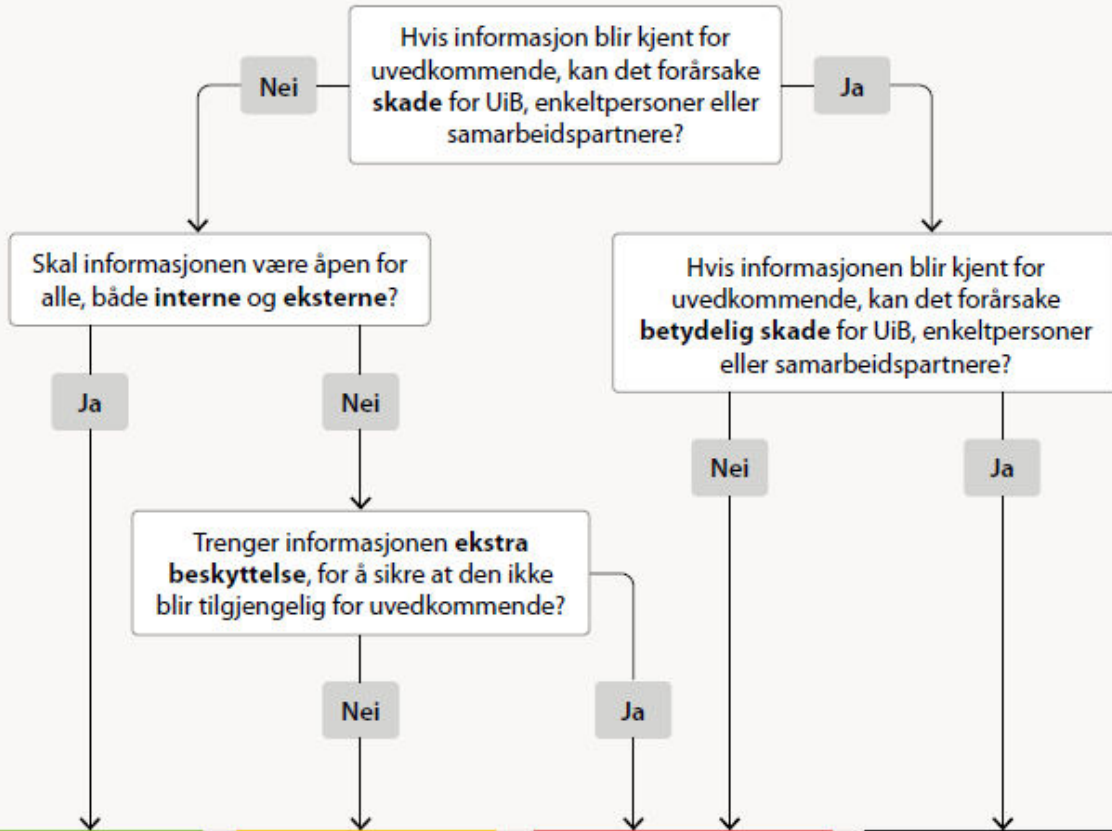 Hvis informasjon blir kjent for
uvedkommende, kan det forårsake
skade for UiB, enkeltpersoner eller
samarbeidspartnere?
Nei
Ja
Skal informasjonen være åpen for
alle, både interne og eksterne?
Hvis informasjonen blir kjent for
uvedkommende, kan det forårsake
betydelig skade for UiB, enkeltpersoner
eller samarbeidspartnere?
Ja
Nei
Nei
Ja
Trenger informasjonen ekstra
beskyttelse, for å sikre at den ikke
blir tilgjengelig for uvedkommende?
Nei
Ja